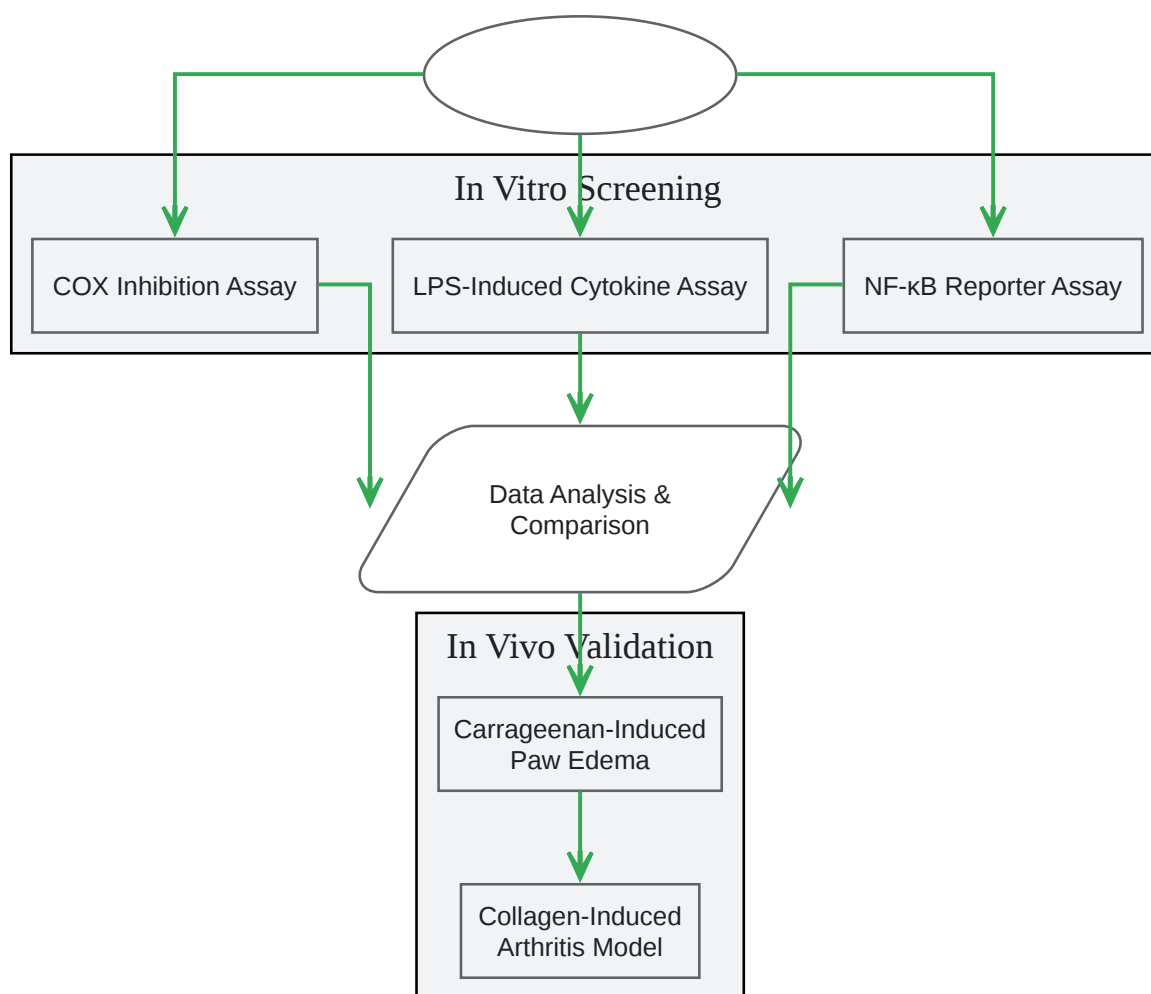 In Vitro Screening
COX Inhibition Assay
LPS-Induced Cytokine Assay
NF-κB Reporter Assay
Data Analysis &
Comparison
In Vivo Validation
Carrageenan-Induced
Paw Edema
Collagen-Induced
Arthritis Model